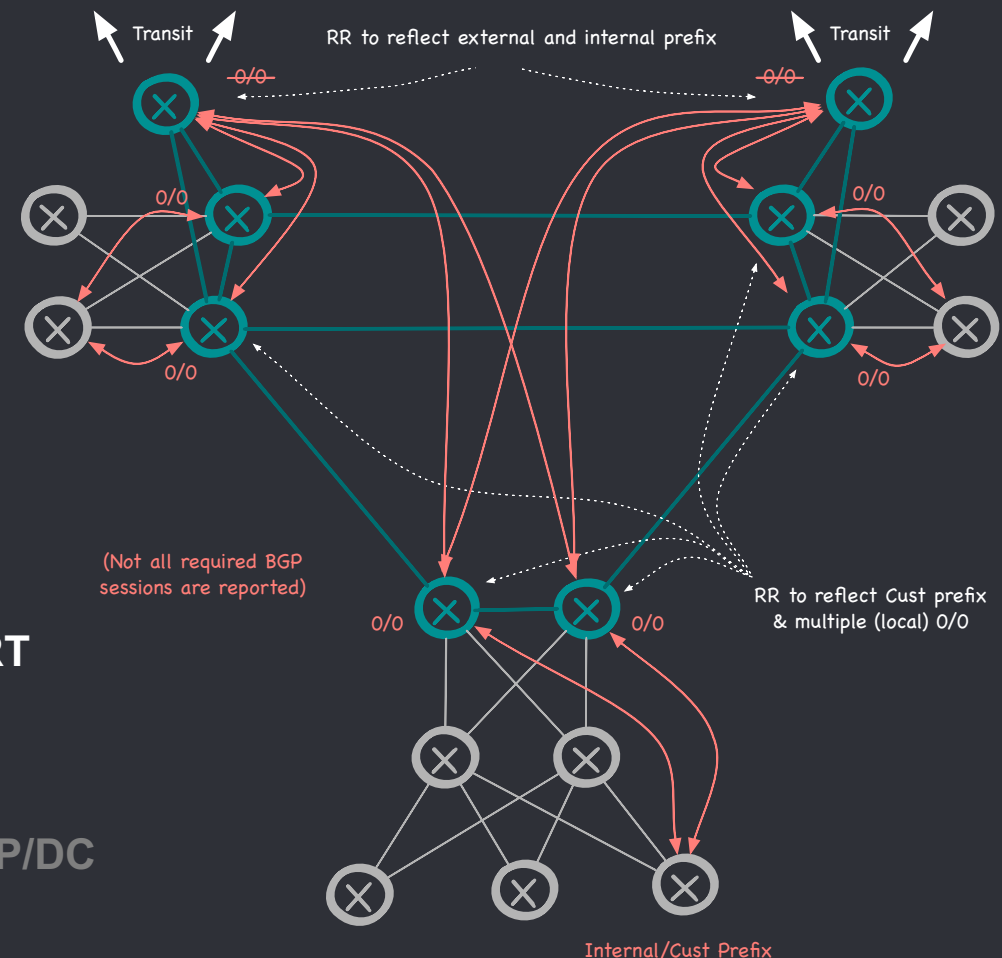 Transit
RR to reflect external and internal prefix
Transit
0/0
0/0
0/0
0/0
0/0
0/0
(Not all required BGP
sessions are reported)
RR to reflect Cust prefix
& multiple (local) 0/0
0/0
0/0
RT
P/DC
Internal/Cust Prefix